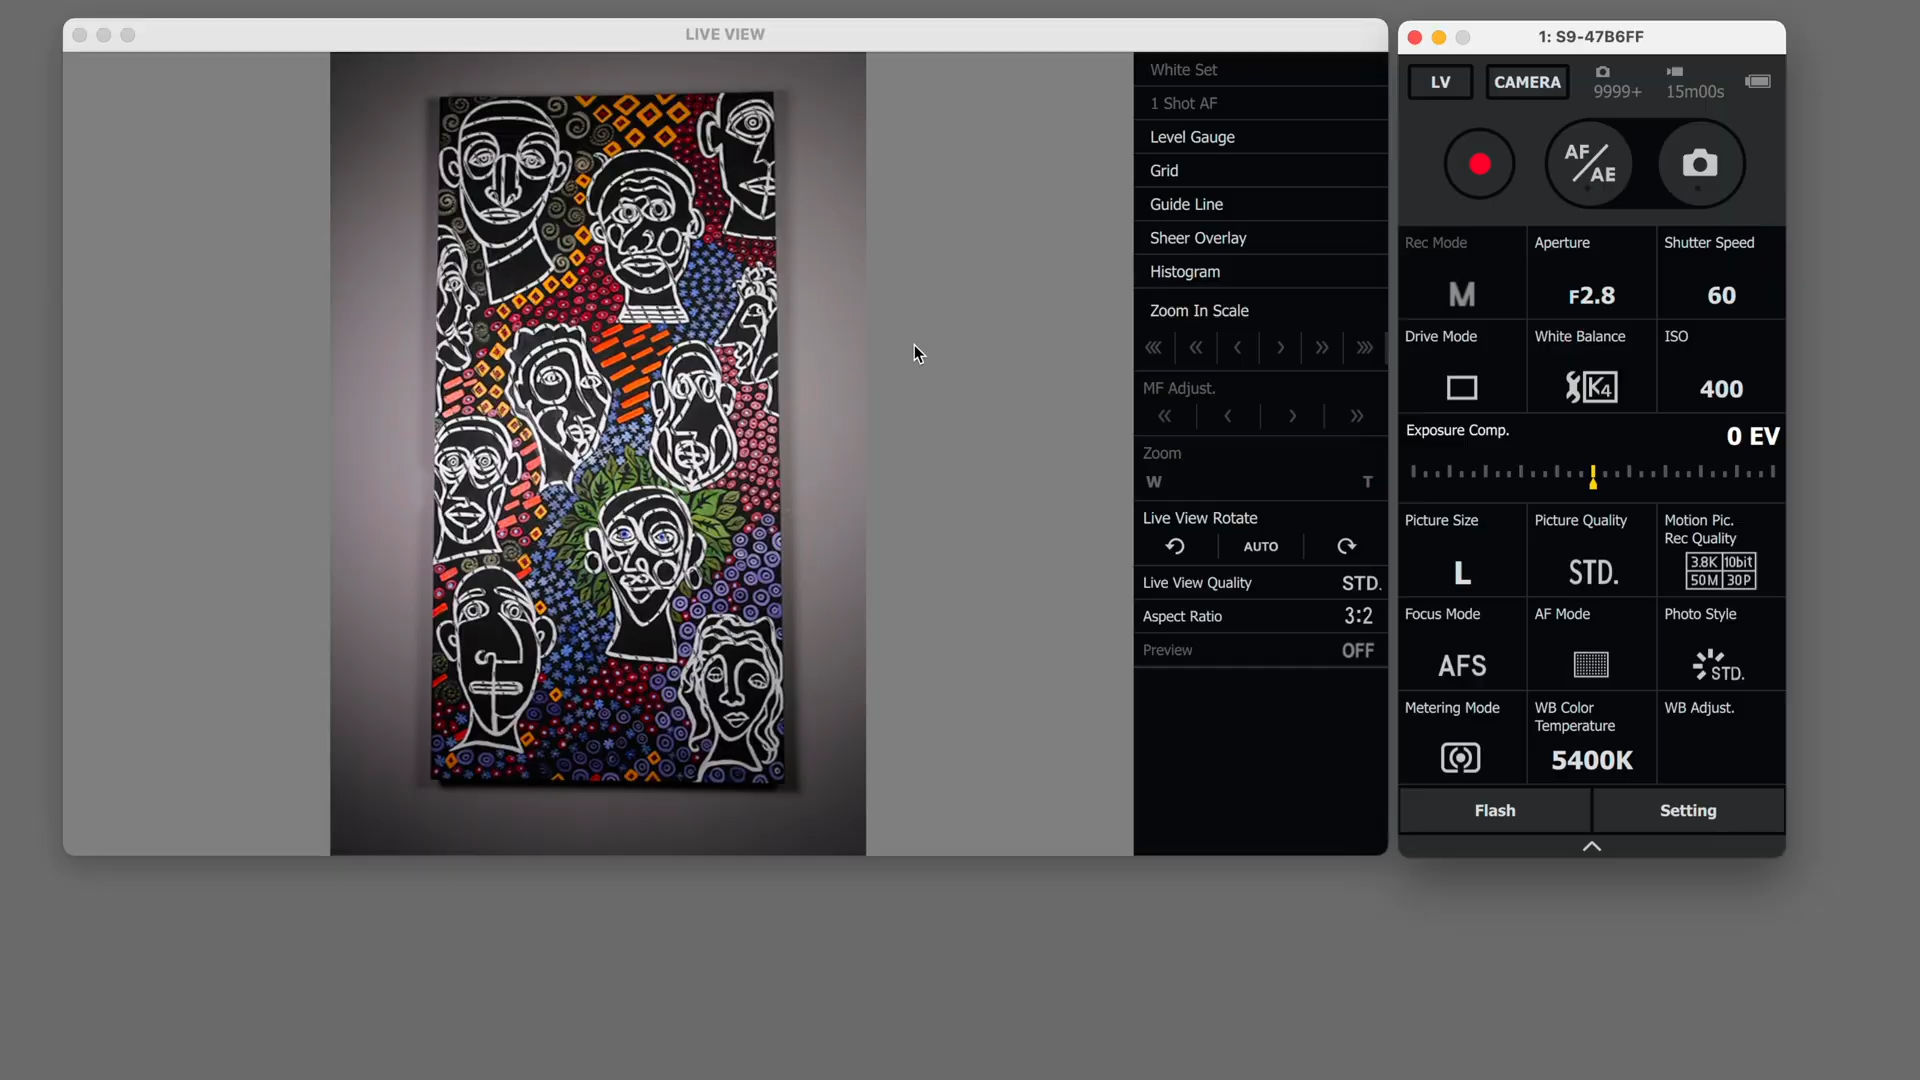 LIVE VIEW
White Set
1 Shot AF
Level Gauge
Grid
Guide Line
Sheer Overlay
Histogram
Zoom In Scale
MF Adjust.
Zoom
W T
Live View Rotate
AUTO
Live View Quality STD.
Aspect Ratio 3:2
Preview OFF
1: S9-47B6FF
LV CAMERA 9999+ 15m00s
AF/AE
Rec Mode Aperture Shutter Speed
M F2.8 60
Drive Mode White Balance ISO
K4 400
Exposure Comp. 0 EV
Picture Size Picture Quality Motion Pic.
Rec Quality
L STD. 3.8K 10bit
50M 30P
Focus Mode AF Mode Photo Style
AFS STD.
Metering Mode WB Color
Temperature WB Adjust.
5400K
Flash Setting